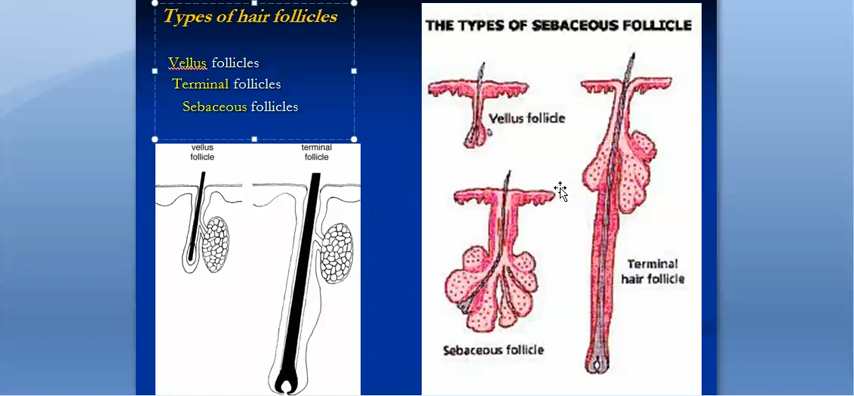 Types of hair follicles
Vellus follicles
Terminal follicles
Sebaceous follicles
vellus
follicle
terminal
follicle
THE TYPES OF SEBACEOUS FOLLICLE
Vellus follicle
Terminal
hair follicle
Sebaceous follicle